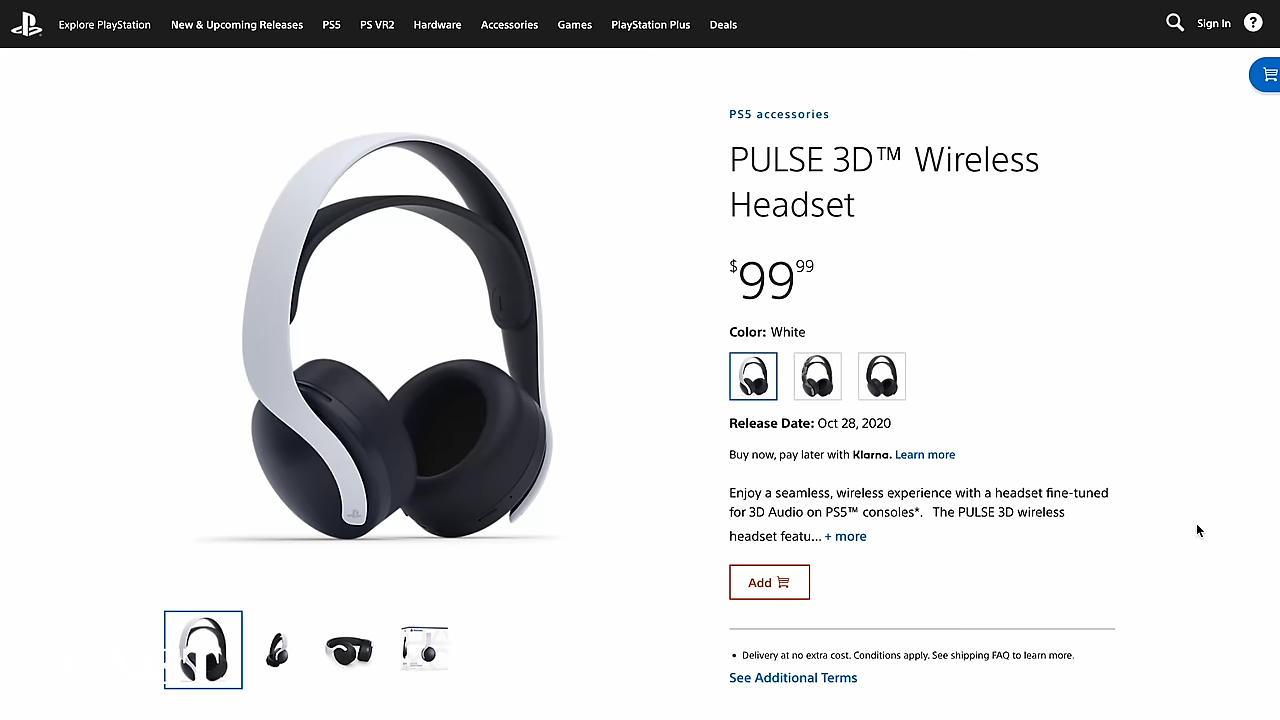 Explore PlayStation New & Upcoming Releases PS5 PS VR2 Hardware Accessories Games PlayStation Plus Deals Sign In ?
PS5 accessories
PULSE 3D™ Wireless
Headset
$99 99
Color: White
Release Date: Oct 28, 2020
Buy now, pay later with Klarna. Learn more
Enjoy a seamless, wireless experience with a headset fine-tuned
for 3D Audio on PS5™ consoles*. The PULSE 3D wireless
headset featu... + more
Add
• Delivery at no extra cost. Conditions apply. See shipping FAQ to learn more.
See Additional Terms